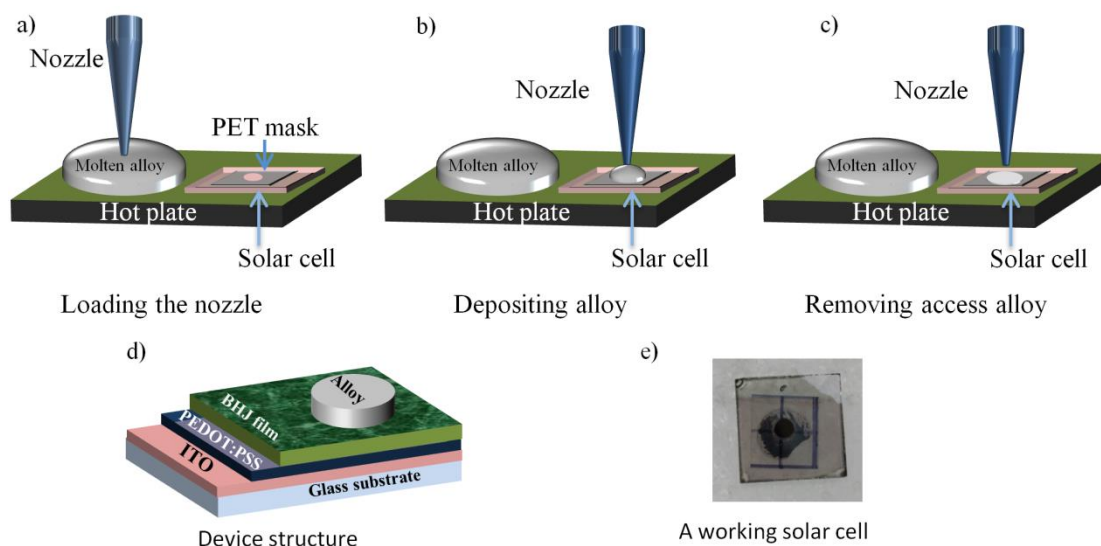 a)
Nozzle
PET mask
Molten alloy
Hot plate
Solar cell
Loading the nozzle
b)
Nozzle
Molten alloy
Hot plate
Solar cell
Depositing alloy
c)
Nozzle
Molten alloy
Hot plate
Solar cell
Removing access alloy
d)
Alloy
BHJ film
PEDOT:PSS
ITO
Glass substrate
Device structure
e)
A working solar cell